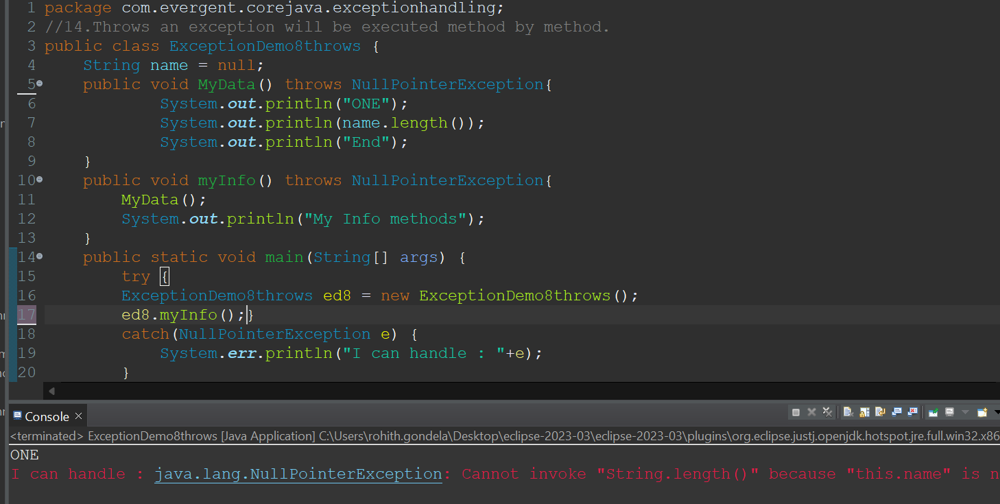 1 package com.evergent.corejava.exceptionhandling;
2 //14.Throws an exception will be executed method by method.
3 public class ExceptionDemo8throws {
4 String name = null;
5 public void MyData() throws NullPointerException{
6 System.out.println("ONE");
7 System.out.println(name.length());
8 System.out.println("End");
9 }
10 public void myInfo() throws NullPointerException{
11 MyData();
12 System.out.println("My Info methods");
13 }
14 public static void main(String[] args) {
15 try {
16 ExceptionDemo8throws ed8 = new ExceptionDemo8throws();
17 ed8.myInfo();}
18 catch(NullPointerException e) {
19 System.err.println("I can handle : "+e);
20 }
Console
<terminated> ExceptionDemo8throws [Java Application] C:\Users\rohith.gondela\Desktop\eclipse-2023-03\eclipse-2023-03\plugins\org.eclipse.justj.openjdk.hotspot.jre.full.win32.x86
ONE
I can handle : java.lang.NullPointerException: Cannot invoke "String.length()" because "this.name" is n